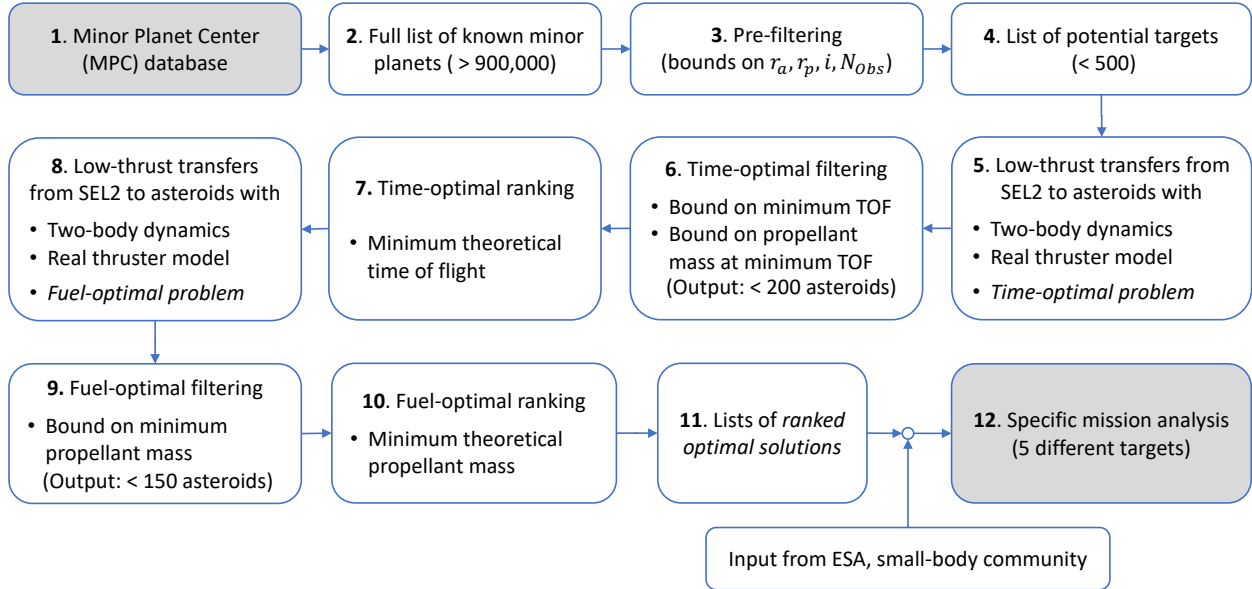 1. Minor Planet Center
(MPC) database
2. Full list of known minor
planets ( > 900,000)
3. Pre-filtering
(bounds on r_a, r_p, i, N_Obs)
4. List of potential targets
(< 500)
5. Low-thrust transfers from
SEL2 to asteroids with
• Two-body dynamics
• Real thruster model
• Time-optimal problem
6. Time-optimal filtering
• Bound on minimum TOF
• Bound on propellant
mass at minimum TOF
(Output: < 200 asteroids)
7. Time-optimal ranking
• Minimum theoretical
time of flight
8. Low-thrust transfers
from SEL2 to asteroids with
• Two-body dynamics
• Real thruster model
• Fuel-optimal problem
9. Fuel-optimal filtering
• Bound on minimum
propellant mass
(Output: < 150 asteroids)
10. Fuel-optimal ranking
• Minimum theoretical
propellant mass
11. Lists of ranked
optimal solutions
12. Specific mission analysis
(5 different targets)
Input from ESA, small-body community